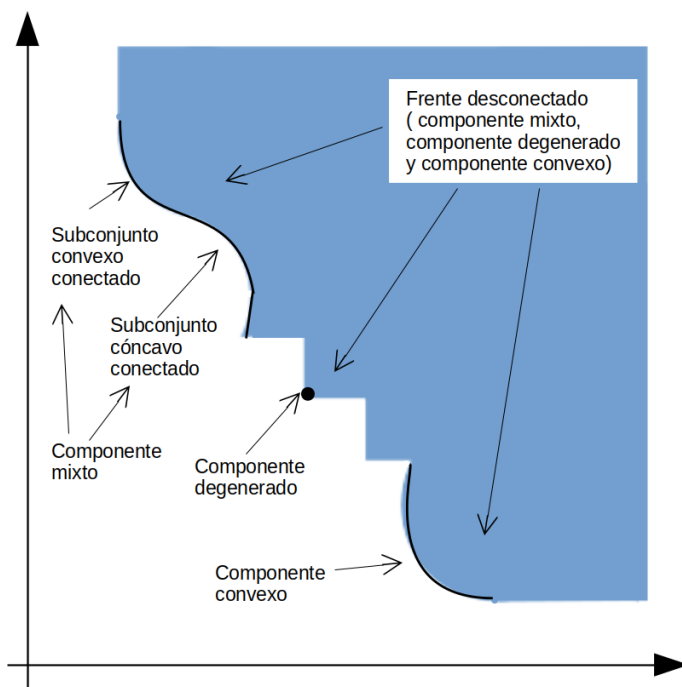 Frente desconectado
( componente mixto,
componente degenerado
y componente convexo)
Subconjunto
convexo
conectado
Subconjunto
cóncavo
conectado
Componente
mixto
Componente
degenerado
Componente
convexo